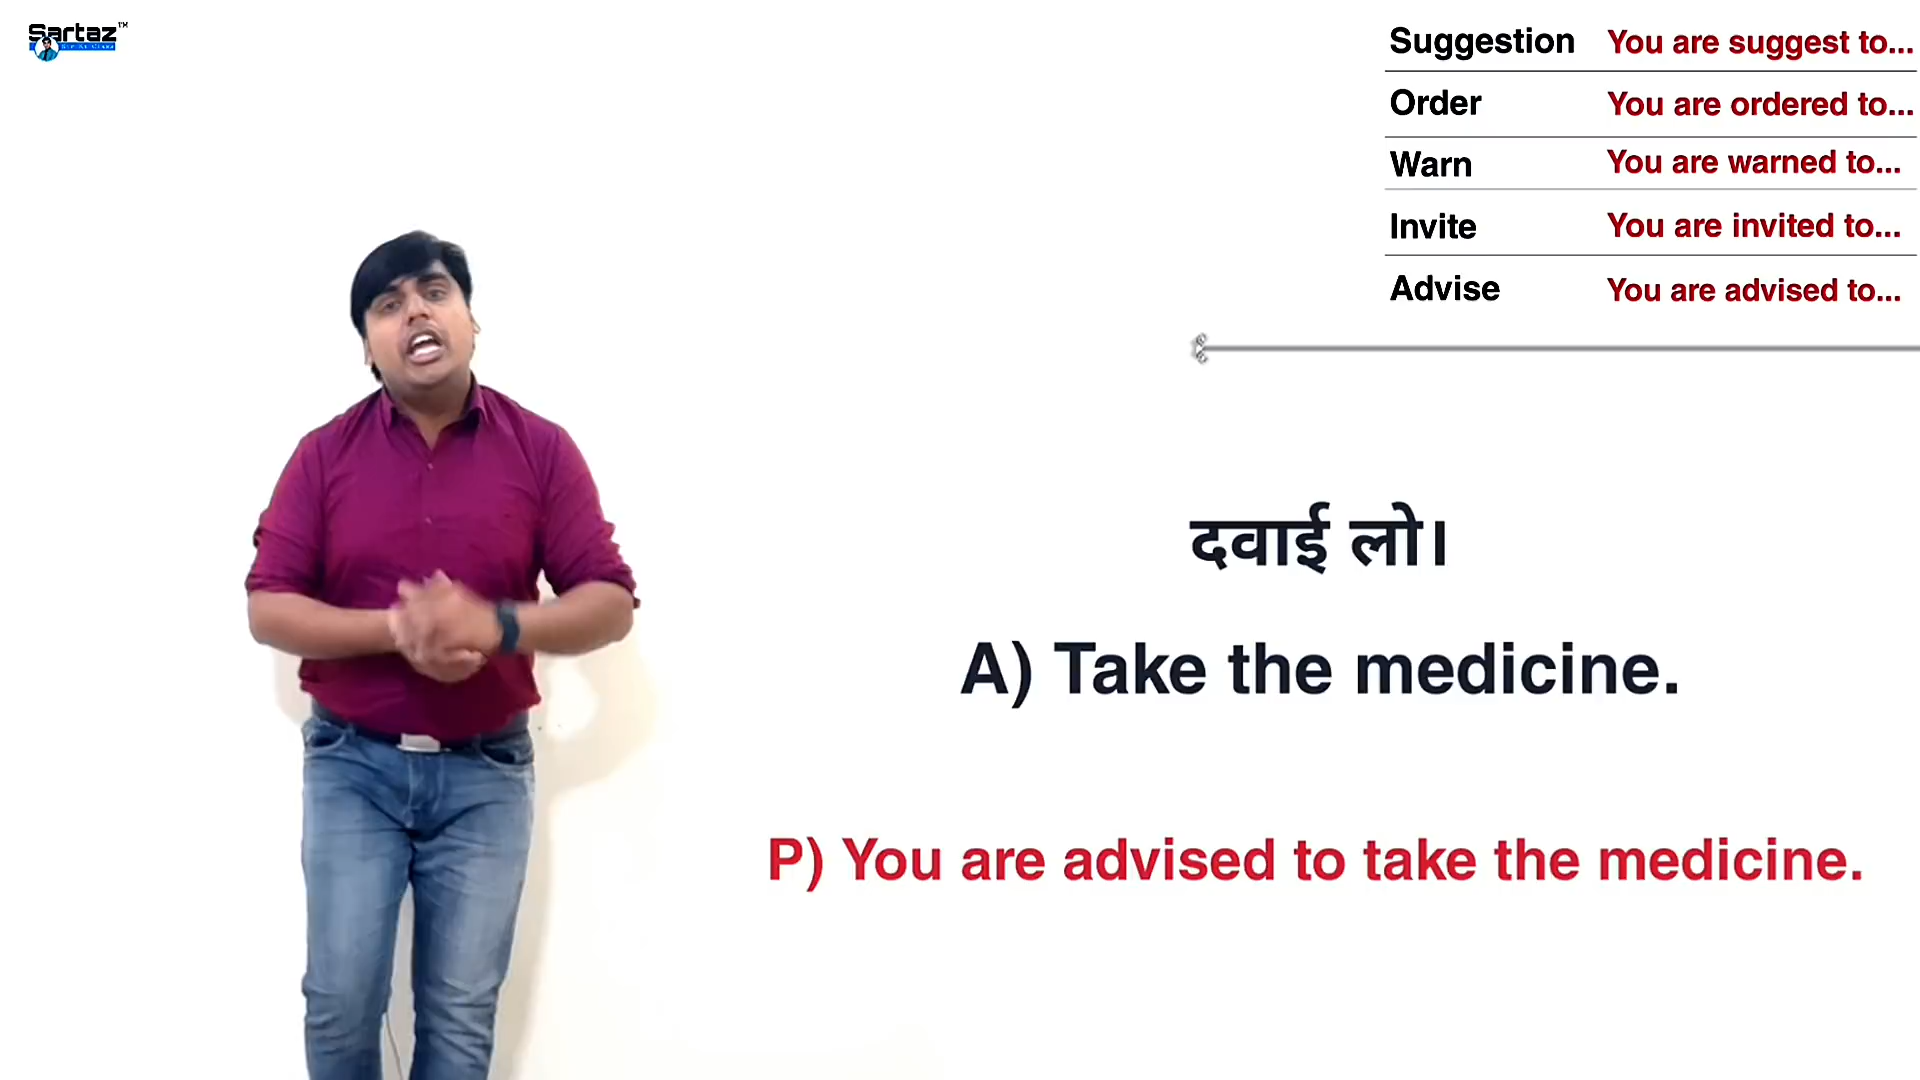 Sartaz™
Suggestion You are suggest to...
Order You are ordered to...
Warn You are warned to...
Invite You are invited to...
Advise You are advised to...
दवाई लो।
A) Take the medicine.
P) You are advised to take the medicine.